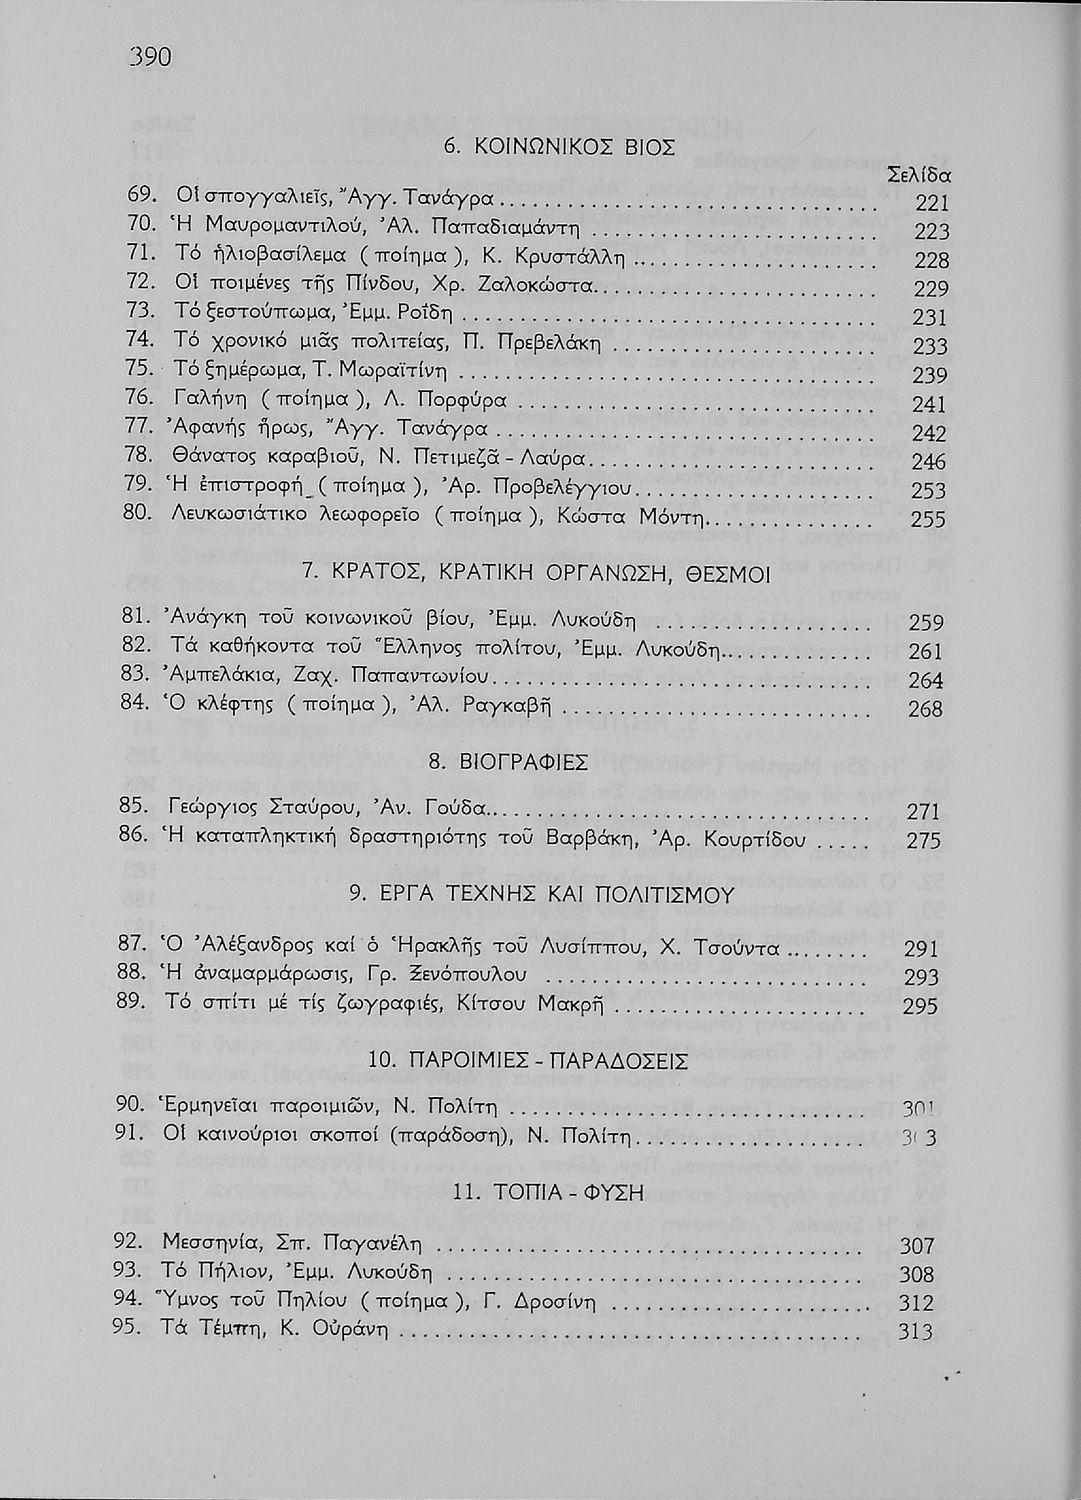 390
6. ΚΟΙΝΩΝΙΚΟΣ ΒΙΟΣ
Σελίδα
69. Οἱ σπογγαλιεῖς, Ἄγγ. Τανάγρα ........ 221
70. Ἡ Μαυρομαντιλού, Ἀλ. Παπαδιαμάντη ........ 223
71. Τό ἡλιοβασίλεμα ( ποίημα ), Κ. Κρυστάλλη ........ 228
72. Οἱ ποιμένες τῆς Πίνδου, Χρ. Ζαλοκώστα ........ 229
73. Τό ξεστούπωμα, Ἐμμ. Ροΐδη ........ 231
74. Τό χρονικό μιᾶς πολιτείας, Π. Πρεβελάκη ........ 233
75. Τό ξημέρωμα, Τ. Μωραϊτίνη ........ 239
76. Γαλήνη ( ποίημα ), Λ. Πορφύρα ........ 241
77. Ἀφανής ἥρως, Ἄγγ. Τανάγρα ........ 242
78. Θάνατος καραβιοῦ, Ν. Πετιμεζᾶ - Λαύρα ........ 246
79. Ἡ ἐπιστροφή ( ποίημα ), Ἀρ. Προβελέγγιου ........ 253
80. Λευκωσιάτικο λεωφορεῖο ( ποίημα ), Κώστα Μόντη ........ 255
7. ΚΡΑΤΟΣ, ΚΡΑΤΙΚΗ ΟΡΓΑΝΩΣΗ, ΘΕΣΜΟΙ
81. Ἀνάγκη τοῦ κοινωνικοῦ βίου, Ἐμμ. Λυκούδη ........ 259
82. Τά καθήκοντα τοῦ Ἕλληνος πολίτου, Ἐμμ. Λυκούδη ........ 261
83. Ἀμπελάκια, Ζαχ. Παπαντωνίου ........ 264
84. Ὁ κλέφτης ( ποίημα ), Ἀλ. Ραγκαβῆ ........ 268
8. ΒΙΟΓΡΑΦΙΕΣ
85. Γεώργιος Σταύρου, Ἀν. Γούδα ........ 271
86. Ἡ καταπληκτική δραστηριότης τοῦ Βαρβάκη, Ἀρ. Κουρτίδου ..... 275
9. ΕΡΓΑ ΤΕΧΝΗΣ ΚΑΙ ΠΟΛΙΤΙΣΜΟΥ
87. Ὁ Ἀλέξανδρος καί ὁ Ἡρακλῆς τοῦ Λυσίππου, Χ. Τσούντα ........ 291
88. Ἡ ἀναμαρμάρωσις, Γρ. Ξενόπουλου ........ 293
89. Τό σπίτι μέ τίς ζωγραφιές, Κίτσου Μακρῆ ........ 295
10. ΠΑΡΟΙΜΙΕΣ - ΠΑΡΑΔΟΣΕΙΣ
90. Ἑρμηνεῖαι παροιμιῶν, Ν. Πολίτη ........ 301
91. Οἱ καινούριοι σκοποί (παράδοση), Ν. Πολίτη ........
11. ΤΟΠΙΑ - ΦΥΣΗ
92. Μεσσηνία, Σπ. Παγανέλη ........ 307
93. Τό Πήλιον, Ἐμμ. Λυκούδη ........ 308
94. Ὕμνος τοῦ Πηλίου ( ποίημα ), Γ. Δροσίνη ........ 312
95. Τά Τέμπη, Κ. Οὐράνη ........ 313